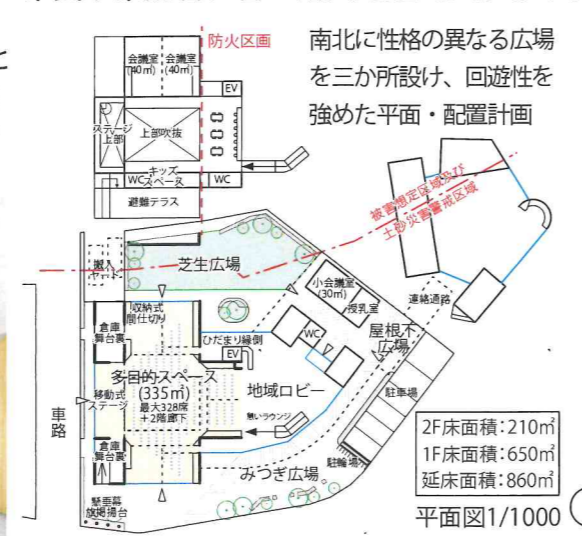 と
南北に性格の異なる広場
を三か所設け、回遊性を
強めた平面・配置計画
防火区画
会議室
(40㎡)
会議室
(40㎡)
EV
ステージ
上部
上部吹抜
キッズ
スペース
WC
WC
避難テラス
被害想定区域及び
土砂災害警戒区域
搬入
ヤード
芝生広場
小会議室
(30㎡)
授乳室
連絡通路
収納式
間仕切り
倉庫
舞台裏
ひだまり縁側
EV
WC
屋根下
広場
多目的スペース
(335㎡)
最大328席
+2階廊下
移動式
ステージ
地域ロビー
憩いラウンジ
駐車場
車路
倉庫
舞台裏
みつぎ広場
駐輪場
懸垂幕
旗掲揚台
2F床面積:210㎡
1F床面積:650㎡
延床面積:860㎡
平面図1/1000